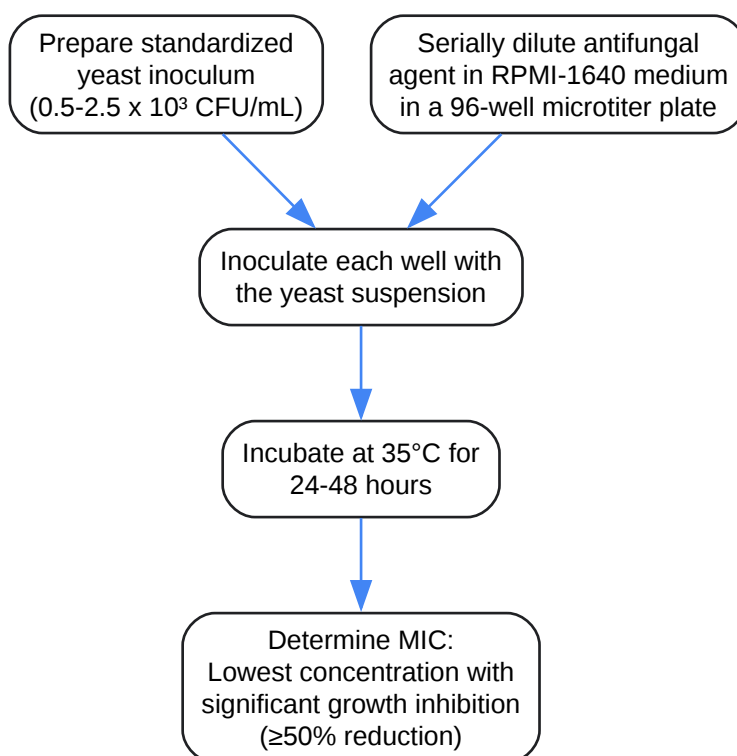 Prepare standardized
yeast inoculum
(0.5-2.5 x 10³ CFU/mL)
Serially dilute antifungal
agent in RPMI-1640 medium
in a 96-well microtiter plate
Inoculate each well with
the yeast suspension
Incubate at 35°C for
24-48 hours
Determine MIC:
Lowest concentration with
significant growth inhibition
(≥50% reduction)